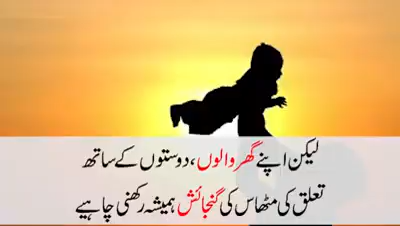 لیکن اپنے گھر والوں، دوستوں کے ساتھ
تعلق کی مٹھاس کی گنجائش ہمیشہ رکھنی چاہیے